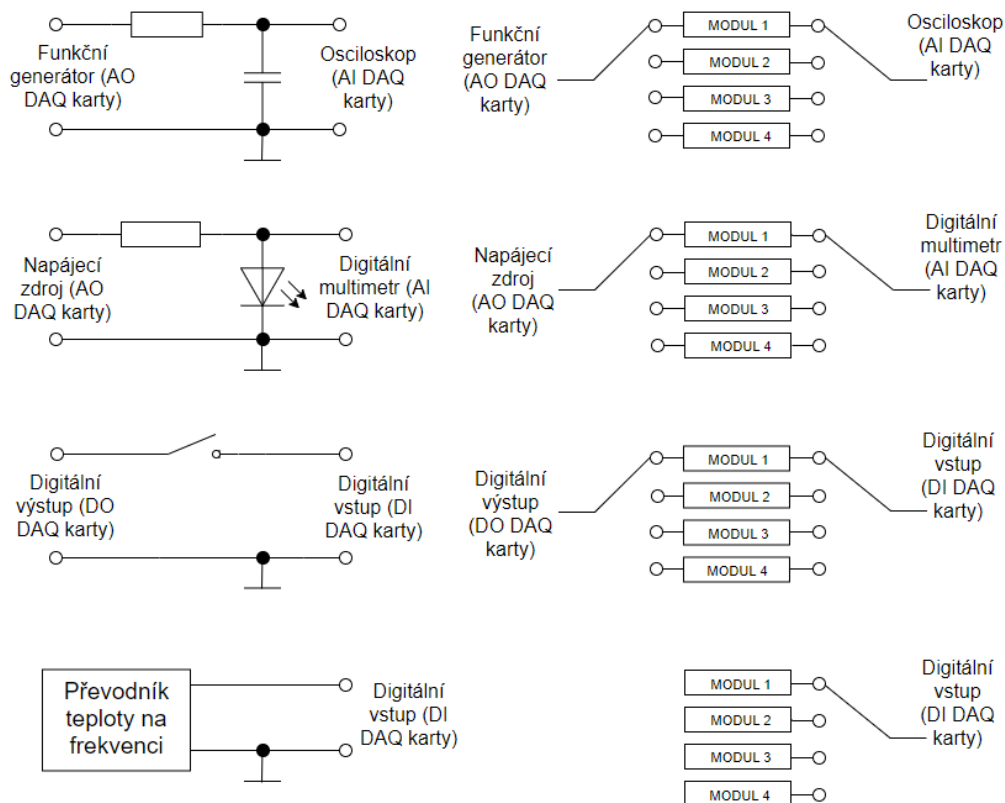 Funkční
generátor (AO
DAQ karty)
Osciloskop
(AI DAQ
karty)
Funkční
generátor
(AO DAQ
karty)
MODUL 1
MODUL 2
MODUL 3
MODUL 4
Osciloskop
(AI DAQ
karty)
Napájecí
zdroj (AO
DAQ karty)
Digitální
multimetr (AI
DAQ karty)
Napájecí
zdroj
(AO DAQ
karty)
MODUL 1
MODUL 2
MODUL 3
MODUL 4
Digitální
multimetr
(AI DAQ
karty)
Digitální
výstup (DO
DAQ karty)
Digitální
vstup (DI
DAQ karty)
Digitální
výstup
(DO DAQ
karty)
MODUL 1
MODUL 2
MODUL 3
MODUL 4
Digitální
vstup
(DI DAQ
karty)
Převodník
teploty na
frekvenci
Digitální
vstup (DI
DAQ karty)
MODUL 1
MODUL 2
MODUL 3
MODUL 4
Digitální
vstup
(DI DAQ
karty)